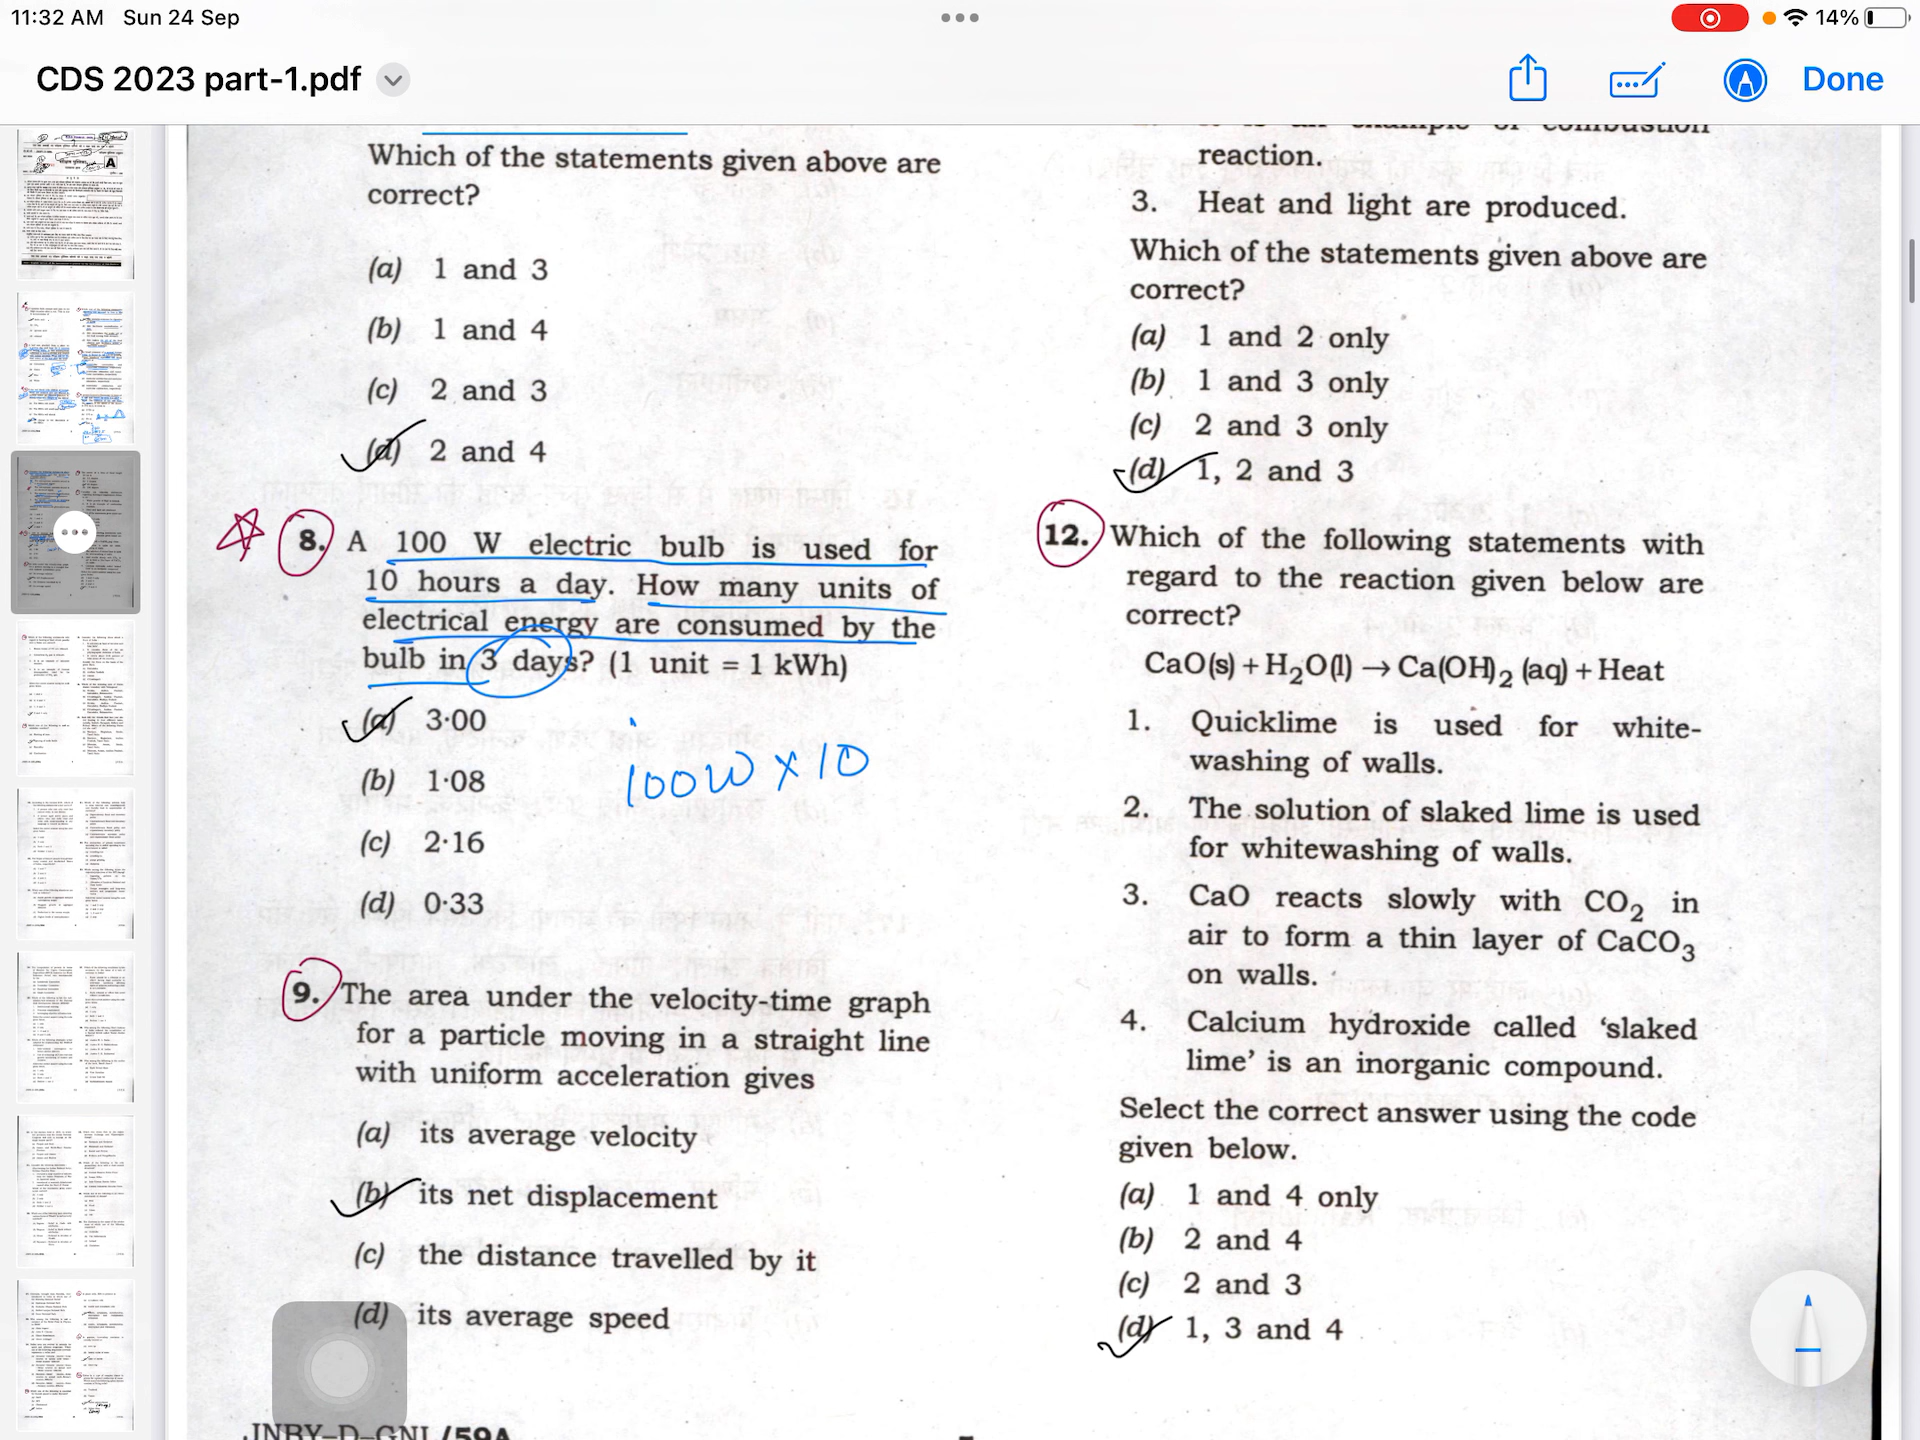 11:32 AM Sun 24 Sep
14%
CDS 2023 part-1.pdf
Done
Which of the statements given above are
correct?
(a) 1 and 3
(b) 1 and 4
(c) 2 and 3
(d) 2 and 4
8. A 100 W electric bulb is used for
10 hours a day. How many units of
electrical energy are consumed by the
bulb in 3 days? (1 unit = 1 kWh)
(a) 3·00
(b) 1·08
(c) 2·16
(d) 0·33
100W × 10
9. The area under the velocity-time graph
for a particle moving in a straight line
with uniform acceleration gives
(a) its average velocity
(b) its net displacement
(c) the distance travelled by it
(d) its average speed
JNBY-D-GNL/59A
combustion
reaction.
3. Heat and light are produced.
Which of the statements given above are
correct?
(a) 1 and 2 only
(b) 1 and 3 only
(c) 2 and 3 only
(d) 1, 2 and 3
12. Which of the following statements with
regard to the reaction given below are
correct?
CaO(s) + H₂O(l) → Ca(OH)₂ (aq) + Heat
1. Quicklime is used for white-
washing of walls.
2. The solution of slaked lime is used
for whitewashing of walls.
3. CaO reacts slowly with CO₂ in
air to form a thin layer of CaCO₃
on walls.
4. Calcium hydroxide called ‘slaked
lime’ is an inorganic compound.
Select the correct answer using the code
given below.
(a) 1 and 4 only
(b) 2 and 4
(c) 2 and 3
(d) 1, 3 and 4